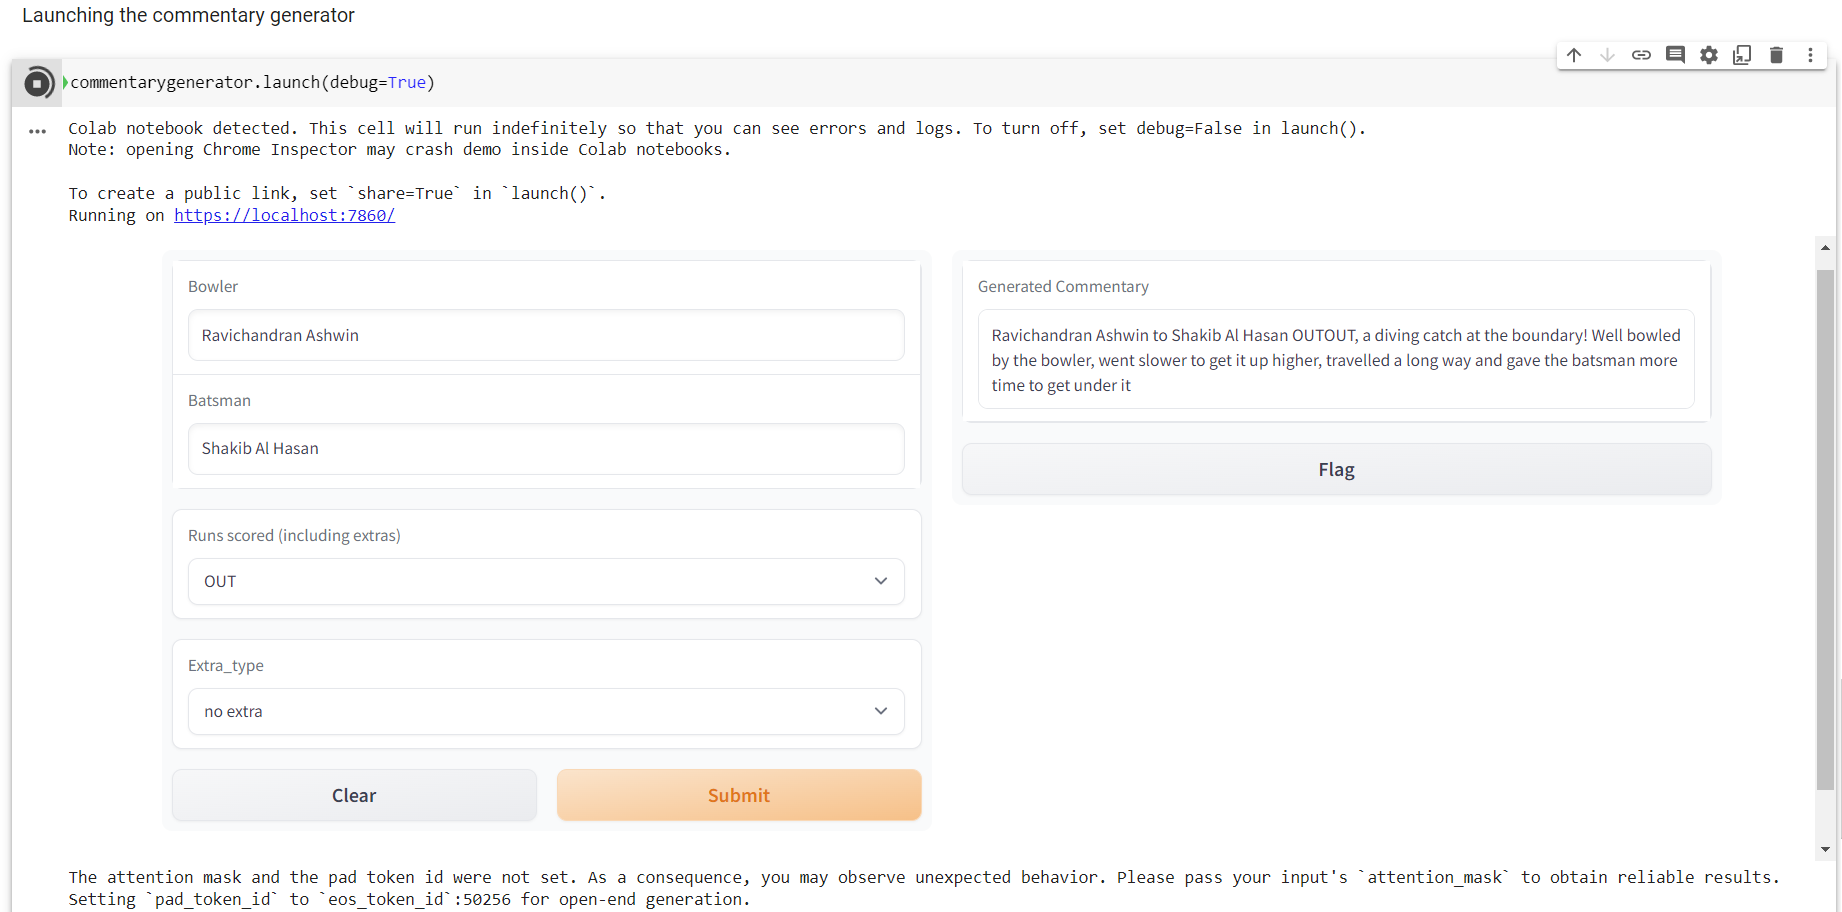 Launching the commentary generator
commentarygenerator.launch(debug=True)
Colab notebook detected. This cell will run indefinitely so that you can see errors and logs. To turn off, set debug=False in launch().
Note: opening Chrome Inspector may crash demo inside Colab notebooks.
To create a public link, set `share=True` in `launch()`.
Running on https://localhost:7860/
Bowler
Ravichandran Ashwin
Batsman
Shakib Al Hasan
Runs scored (including extras)
OUT
Extra_type
no extra
Clear
Submit
Generated Commentary
Ravichandran Ashwin to Shakib Al Hasan OUTOUT, a diving catch at the boundary! Well bowled
by the bowler, went slower to get it up higher, travelled a long way and gave the batsman more
time to get under it
Flag
The attention mask and the pad token id were not set. As a consequence, you may observe unexpected behavior. Please pass your input's `attention_mask` to obtain reliable results.
Setting `pad_token_id` to `eos_token_id`:50256 for open-end generation.